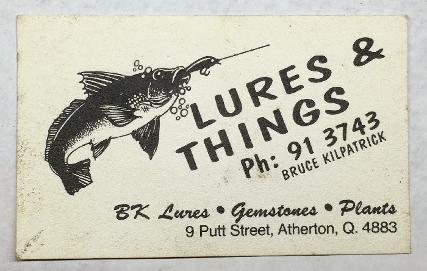 LURES &
THINGS
Ph: 91 3743
BRUCE KILPATRICK
BK Lures • Gemstones • Plants
9 Putt Street, Atherton, Q. 4883